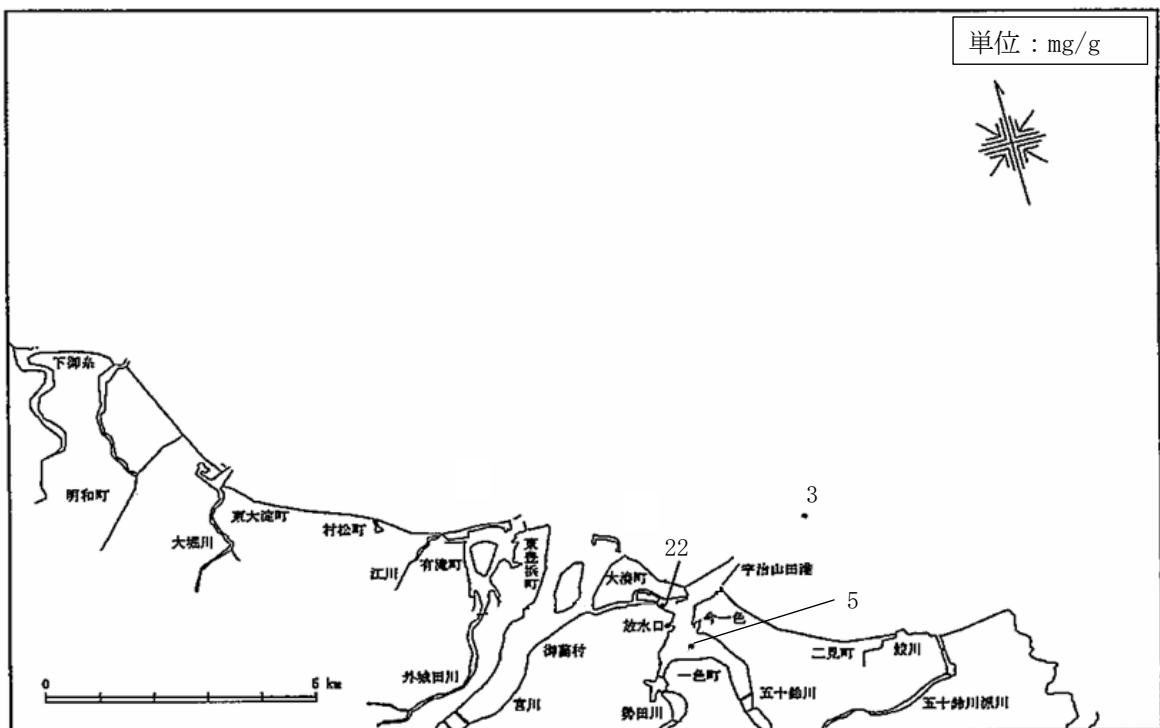 単位：mg/g
下御糸
明和町
大堀川
東大淀町
村松町
江川
有滝町
東豊浜町
外城田川
宮川
御薗村
大湊町
22
3
宇治山田港
放水口
今一色
5
一色町
勢田川
五十鈴川
二見町
鮫川
五十鈴川派川
0
5 km